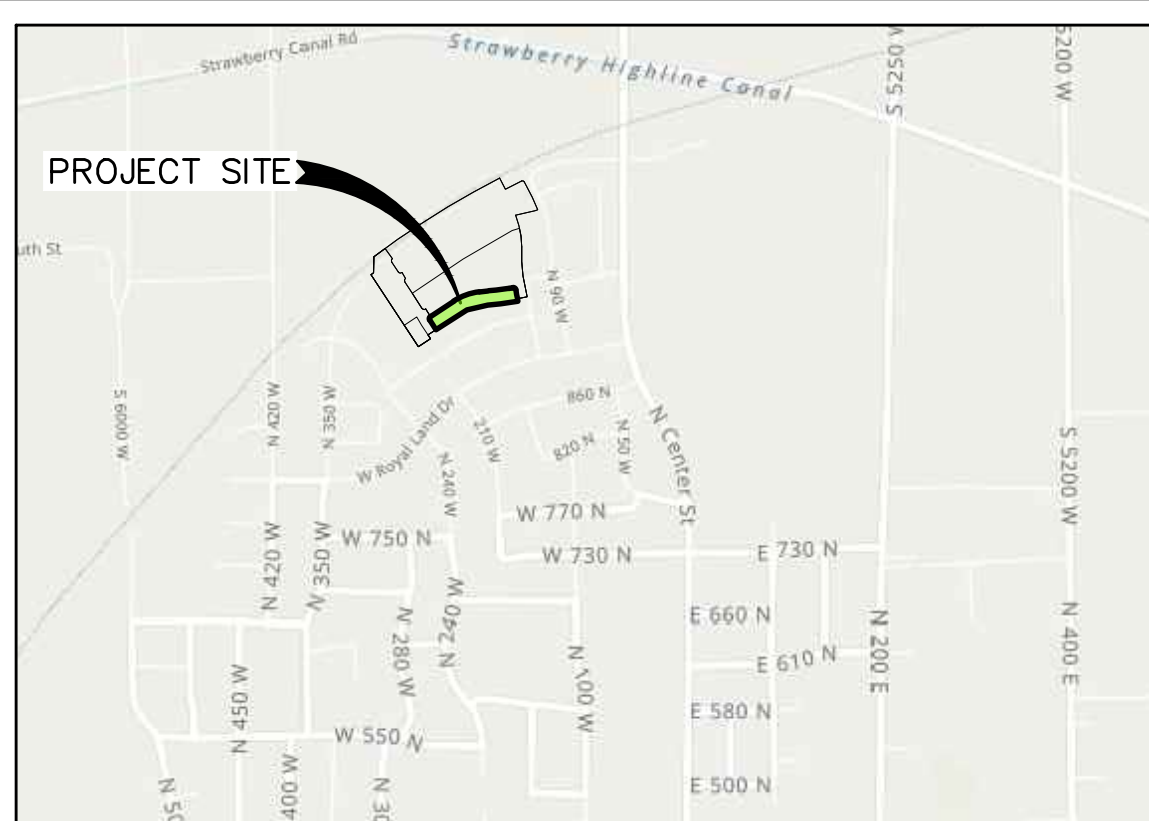 Strawberry Canal Rd
Strawberry Highline Canal
S 5250 W
5200 W
PROJECT SITE
uth St
N 90 W
S 6000 W
N 420 W
N 350 W
W Royal Land Dr
210 W
860 N
820 N
N 50 W
N Center St
N 240 W
S 5200 W
W 770 N
W 750 N
W 730 N
E 730 N
N 420 W
N 350 W
N 280 W
N 240 W
E 660 N
E 610 N
N 200 E
N 400 E
N 450 W
N 100 W
E 580 N
W 550 N
E 500 N
N 50
400 W
N 30